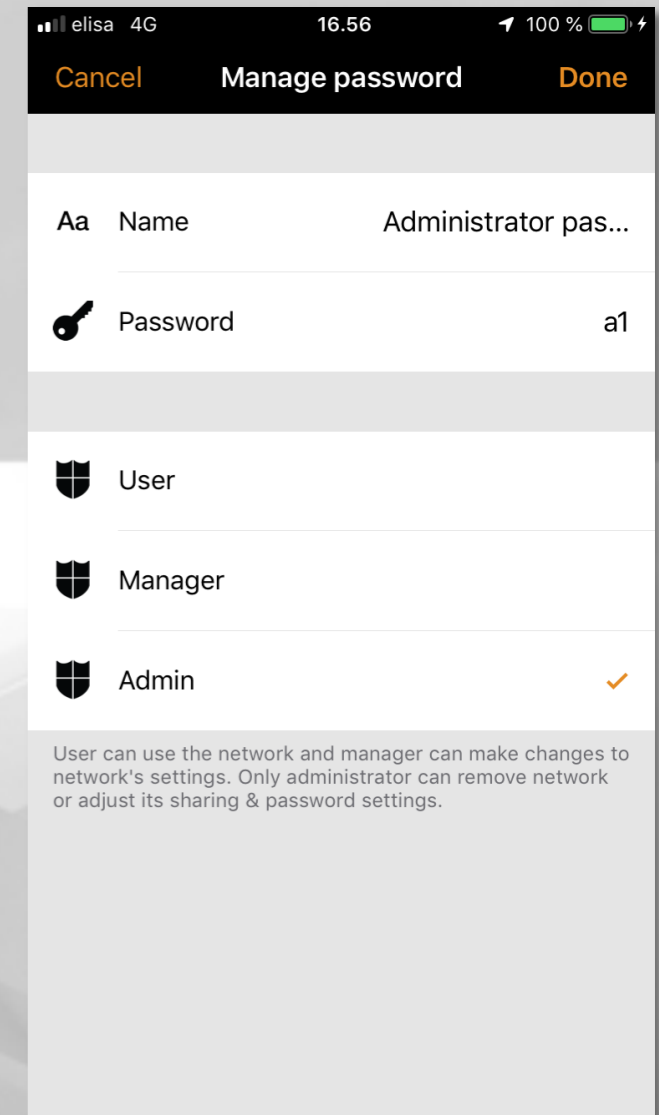 elisa 4G 16.56 100 %
Cancel Manage password Done
Aa Name Administrator pas...
Password a1
User
Manager
Admin
User can use the network and manager can make changes to
network's settings. Only administrator can remove network
or adjust its sharing & password settings.